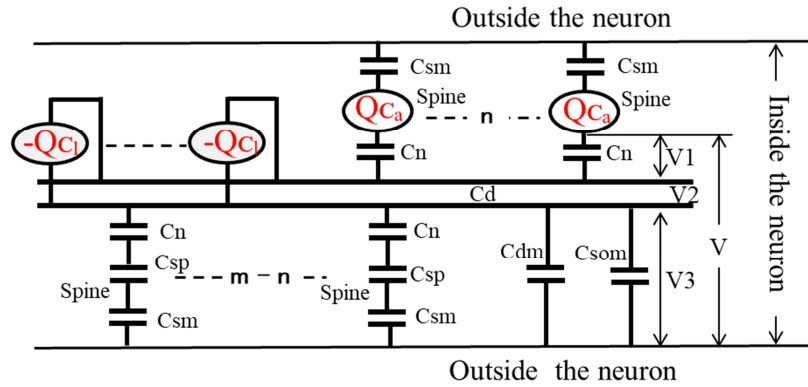 Outside the neuron
Csm Csm
Spine Spine
Qca Qca
n
-Qcl -Qcl
Cn Cn
V1
Cd V2
Cn Cn
Cdm Csom
Csp Csp
V
V3
Spine m - n Spine
Csm Csm
Inside the neuron
Outside the neuron